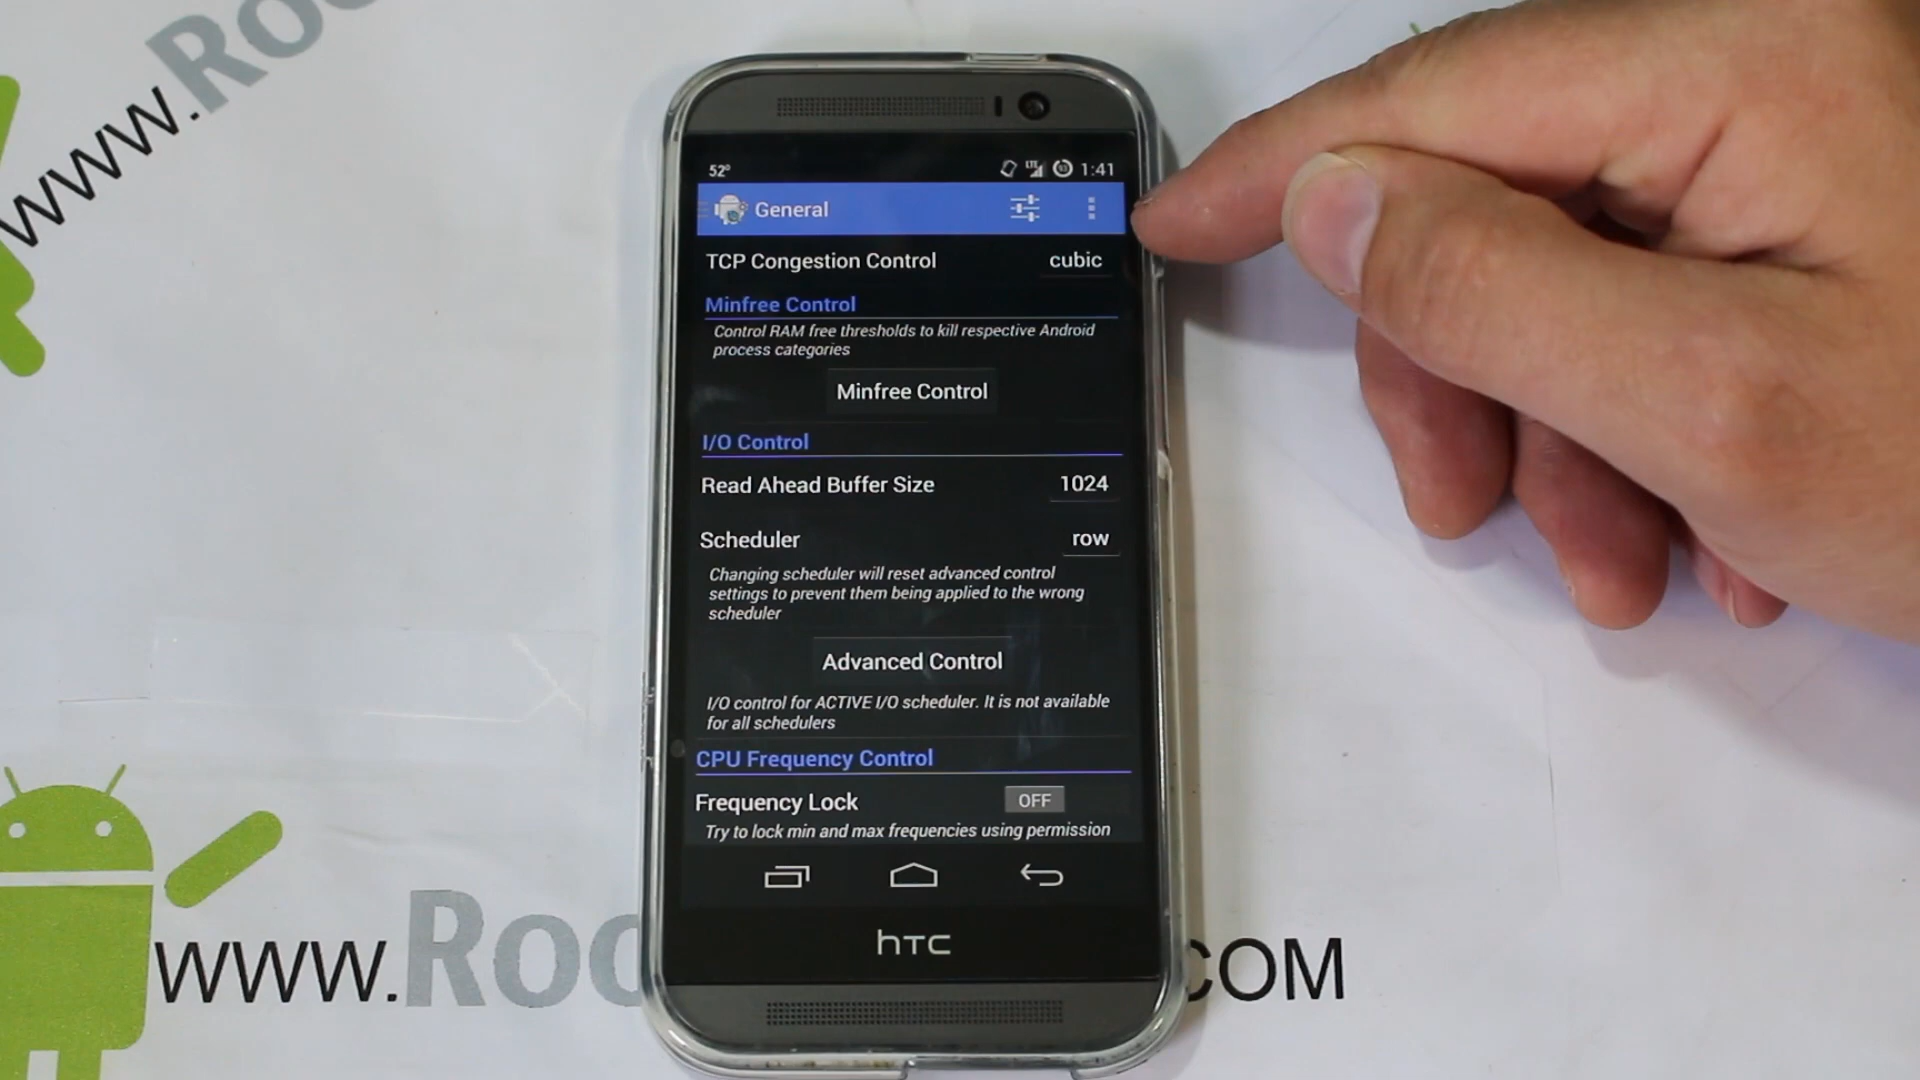 www.Ro
52°
LTE
93
1:41
General
TCP Congestion Control cubic
Minfree Control
Control RAM free thresholds to kill respective Android
process categories
Minfree Control
I/O Control
Read Ahead Buffer Size 1024
Scheduler row
Changing scheduler will reset advanced control
settings to prevent them being applied to the wrong
scheduler
Advanced Control
I/O control for ACTIVE I/O scheduler. It is not available
for all schedulers
CPU Frequency Control
Frequency Lock OFF
Try to lock min and max frequencies using permission
hTC
www.Roo
.COM